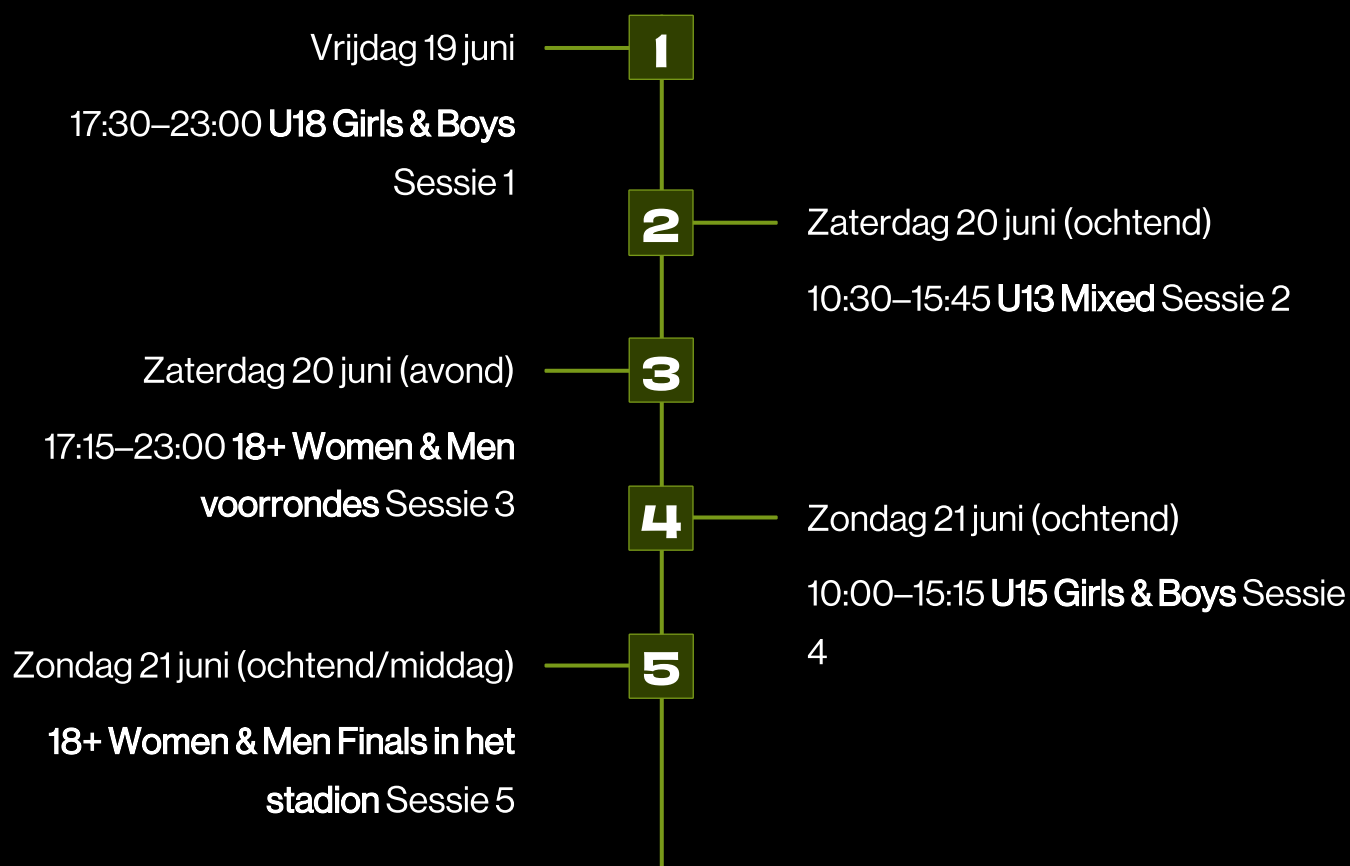 1
Vrijdag 19 juni
17:30–23:00 U18 Girls & Boys
Sessie 1
2
Zaterdag 20 juni (ochtend)
10:30–15:45 U13 Mixed Sessie 2
3
Zaterdag 20 juni (avond)
17:15–23:00 18+ Women & Men
voorrondes Sessie 3
4
Zondag 21 juni (ochtend)
10:00–15:15 U15 Girls & Boys Sessie
4
5
Zondag 21 juni (ochtend/middag)
18+ Women & Men Finals in het
stadion Sessie 5